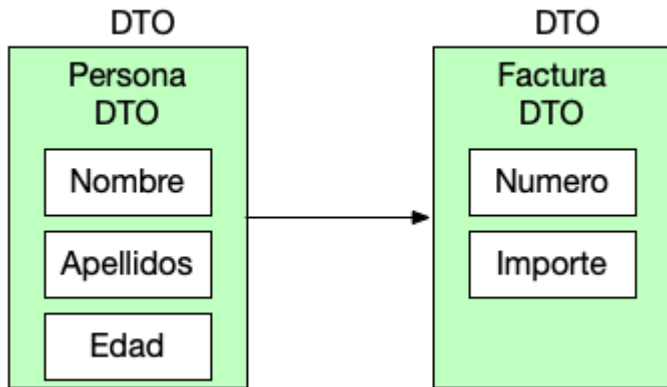 DTO
Persona
DTO
Nombre
Apellidos
Edad
DTO
Factura
DTO
Numero
Importe